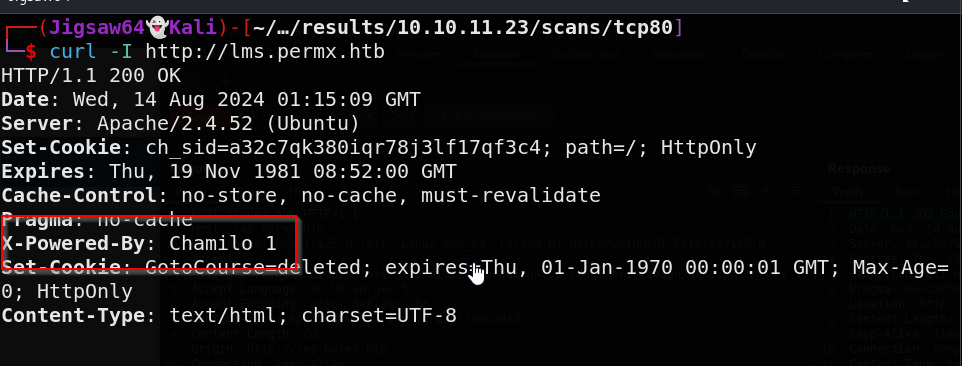 (Jigsaw64👻Kali)-[~/…/results/10.10.11.23/scans/tcp80]
$ curl -I http://lms.permx.htb
HTTP/1.1 200 OK
Date: Wed, 14 Aug 2024 01:15:09 GMT
Server: Apache/2.4.52 (Ubuntu)
Set-Cookie: ch_sid=a32c7qk380iqr78j3lf17qf3c4; path=/; HttpOnly
Expires: Thu, 19 Nov 1981 08:52:00 GMT
Cache-Control: no-store, no-cache, must-revalidate
Pragma: no-cache
X-Powered-By: Chamilo 1
Set-Cookie: GotoCourse=deleted; expires=Thu, 01-Jan-1970 00:00:01 GMT; Max-Age=
0; HttpOnly
Content-Type: text/html; charset=UTF-8
Response
Pretty
Raw